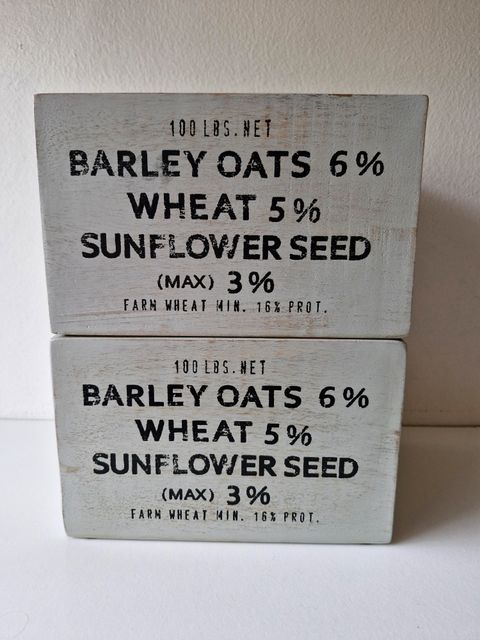 100 LBS. NET
BARLEY OATS 6%
WHEAT 5%
SUNFLOWER SEED
(MAX) 3%
FARM WHEAT MIN. 16% PROT.
100 LBS. NET
BARLEY OATS 6%
WHEAT 5%
SUNFLOWER SEED
(MAX) 3%
FARM WHEAT MIN. 16% PROT.